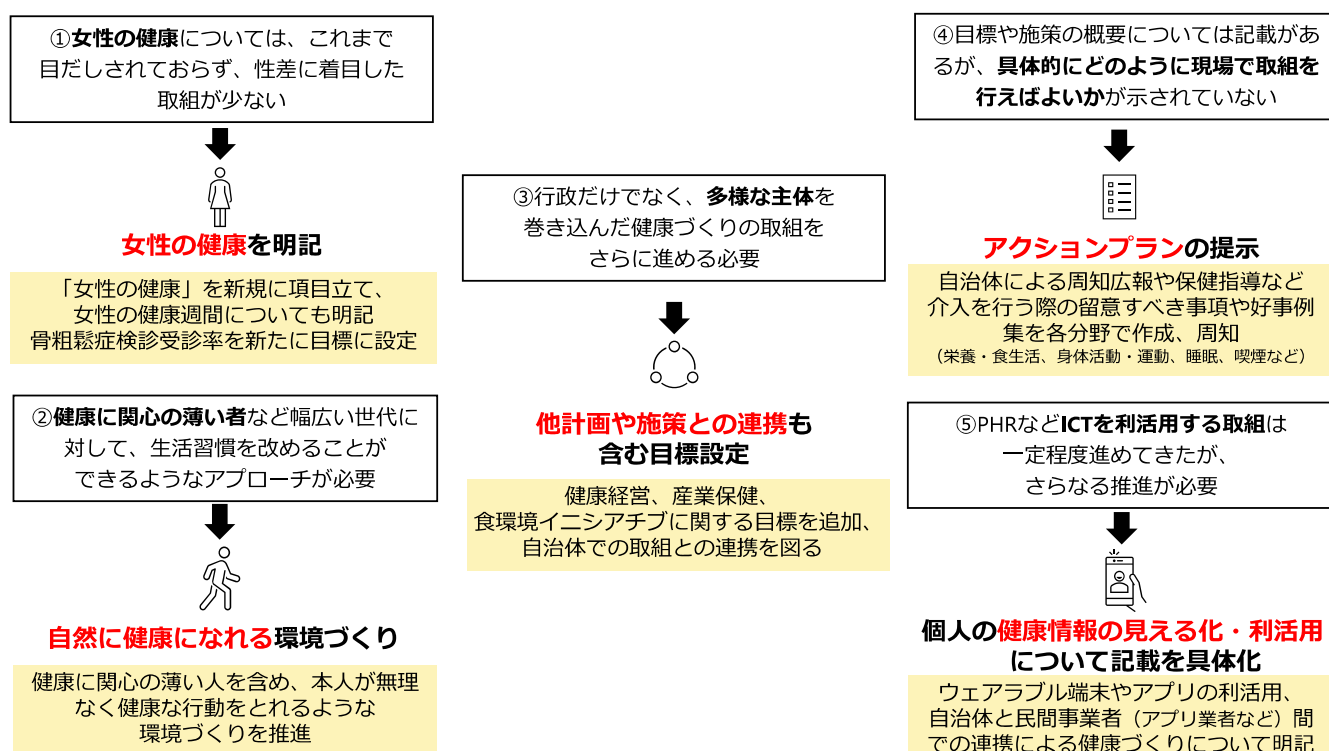 ①女性の健康については、これまで
目だしされておらず、性差に着目した
取組が少ない
女性の健康を明記
「女性の健康」を新規に項目立て、
女性の健康週間についても明記
骨粗鬆症検診受診率を新たに目標に設定
②健康に関心の薄い者など幅広い世代に
対して、生活習慣を改めることが
できるようなアプローチが必要
自然に健康になれる環境づくり
健康に関心の薄い人を含め、本人が無理
なく健康な行動をとれるような
環境づくりを推進
③行政だけでなく、多様な主体を
巻き込んだ健康づくりの取組を
さらに進める必要
他計画や施策との連携も
含む目標設定
健康経営、産業保健、
食環境イニシアチブに関する目標を追加、
自治体での取組との連携を図る
④目標や施策の概要については記載があ
るが、具体的にどのように現場で取組を
行えばよいかが示されていない
アクションプランの提示
自治体による周知広報や保健指導など
介入を行う際の留意すべき事項や好事例
集を各分野で作成、周知
（栄養・食生活、身体活動・運動、睡眠、喫煙など）
⑤PHRなどICTを利活用する取組は
一定程度進めてきたが、
さらなる推進が必要
個人の健康情報の見える化・利活用
について記載を具体化
ウェアラブル端末やアプリの利活用、
自治体と民間事業者（アプリ業者など）間
での連携による健康づくりについて明記